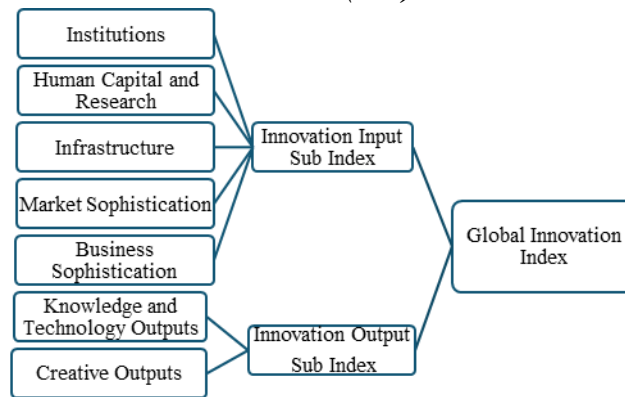 Institutions
Human Capital and
Research
Infrastructure
Market Sophistication
Business
Sophistication
Knowledge and
Technology Outputs
Creative Outputs
Innovation Input
Sub Index
Innovation Output
Sub Index
Global Innovation
Index